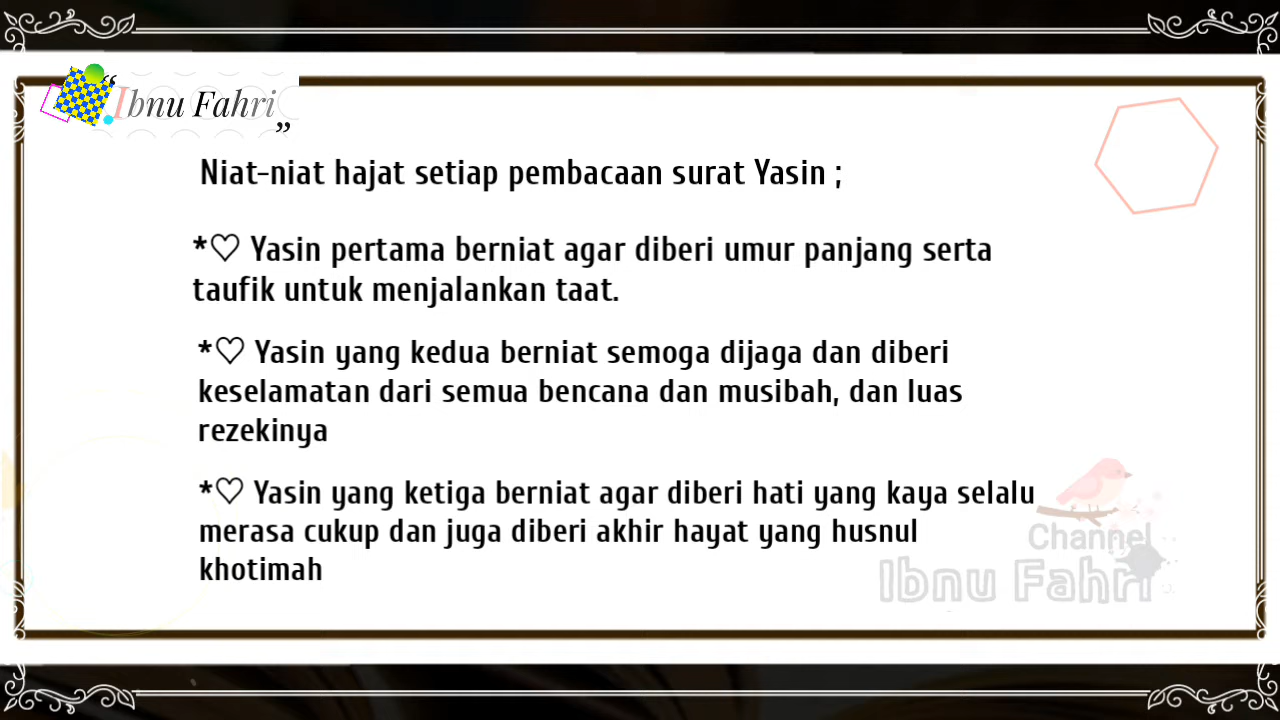 “Ibnu Fahri”
Niat-niat hajat setiap pembacaan surat Yasin ;
*♡ Yasin pertama berniat agar diberi umur panjang serta
taufik untuk menjalankan taat.
*♡ Yasin yang kedua berniat semoga dijaga dan diberi
keselamatan dari semua bencana dan musibah, dan luas
rezekinya
*♡ Yasin yang ketiga berniat agar diberi hati yang kaya selalu
merasa cukup dan juga diberi akhir hayat yang husnul
khotimah
Channel
Ibnu Fahri